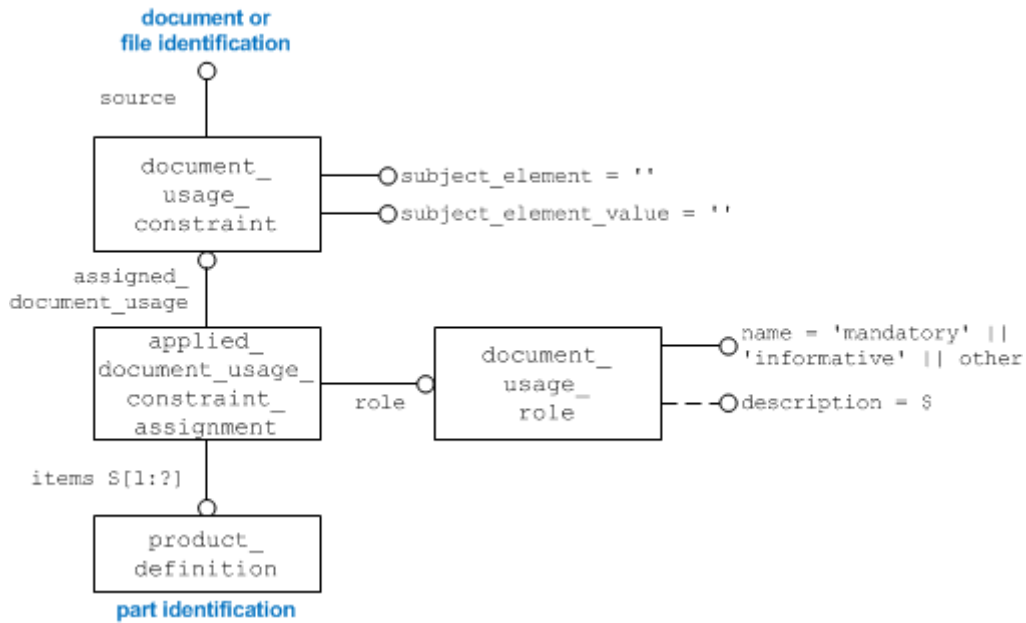 document or
file identification
source
document_
usage_
constraint
subject_element = ''
subject_element_value = ''
assigned_
document_usage
applied_
document_usage_
constraint_
assignment
role
document_
usage_
role
name = 'mandatory' ||
'informative' || other
description = $
items S[1:?]
product_
definition
part identification